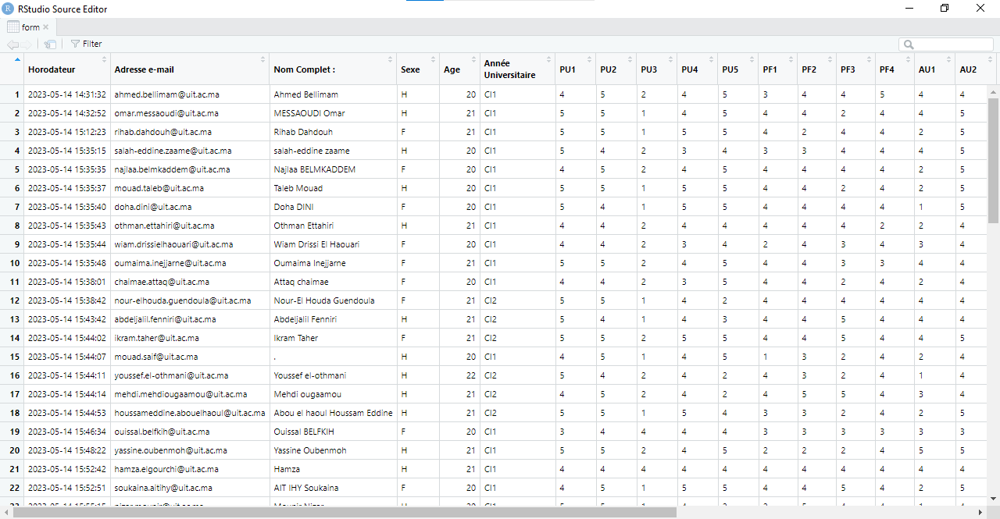 RStudio Source Editor
form
Filter
Horodateur Adresse e-mail Nom Complet : Sexe Age Année Universitaire PU1 PU2 PU3 PU4 PU5 PF1 PF2 PF3 PF4 AU1 AU2
1 2023-05-14 14:31:32 ahmed.bellimam@uit.ac.ma Ahmed Bellimam H 20 CI1 4 5 2 4 5 3 4 4 5 4 4
2 2023-05-14 14:32:52 omar.messaoudi@uit.ac.ma MESSAOUDI Omar H 21 CI1 5 5 1 4 5 4 4 2 4 4 5
3 2023-05-14 15:12:23 rihab.dahdouh@uit.ac.ma Rihab Dahdouh F 21 CI1 5 5 1 5 5 4 2 4 4 2 5
4 2023-05-14 15:35:15 salah-eddine.zaame@uit.ac.ma salah-eddine zaame H 20 CI1 5 4 2 3 4 3 3 4 4 4 5
5 2023-05-14 15:35:35 najlaa.belmkaddem@uit.ac.ma Najlaa BELMKADDEM F 20 CI1 4 5 2 4 5 4 4 4 4 2 5
6 2023-05-14 15:35:37 mouad.taleb@uit.ac.ma Taleb Mouad H 20 CI1 5 5 1 5 5 4 4 2 4 2 5
7 2023-05-14 15:35:40 doha.dini@uit.ac.ma Doha DINI F 20 CI1 5 4 1 5 5 4 4 4 4 1 5
8 2023-05-14 15:35:43 othman.ettahiri@uit.ac.ma Othman Ettahiri H 21 CI1 4 4 2 4 4 4 4 4 2 2 4
9 2023-05-14 15:35:44 wiam.drissielhaouari@uit.ac.ma Wiam Drissi El Haouari F 20 CI1 4 4 2 3 4 2 4 3 4 3 4
10 2023-05-14 15:35:48 oumaima.inejjarne@uit.ac.ma Oumaima Inejjarne F 21 CI1 5 5 2 4 5 4 4 3 3 4 4
11 2023-05-14 15:38:01 chaimae.attaq@uit.ac.ma Attaq chaimae F 20 CI1 4 4 2 3 5 4 4 2 4 2 4
12 2023-05-14 15:38:42 nour-elhouda.guendoula@uit.ac.ma Nour-El Houda Guendoula F 21 CI2 5 5 1 4 2 4 4 4 4 4 4
13 2023-05-14 15:43:42 abdeljalil.fenniri@uit.ac.ma Abdeljalil Fenniri H 21 CI2 5 4 1 4 3 4 4 5 4 4 4
14 2023-05-14 15:44:02 ikram.taher@uit.ac.ma Ikram Taher F 21 CI2 5 5 2 5 5 4 4 5 4 4 5
15 2023-05-14 15:44:07 mouad.saif@uit.ac.ma . H 20 CI1 4 5 1 4 5 1 3 2 4 2 4
16 2023-05-14 15:44:11 youssef.el-othmani@uit.ac.ma Youssef el-othmani H 22 CI2 5 4 2 4 2 4 3 2 4 1 4
17 2023-05-14 15:44:14 mehdi.mehdiougaamou@uit.ac.ma Mehdi ougaamou H 21 CI2 4 5 2 4 2 4 5 5 4 3 4
18 2023-05-14 15:44:53 houssameddine.abouelhaoul@uit.ac.ma Abou el haoul Houssam Eddine H 21 CI2 5 5 1 5 4 3 3 2 4 2 5
19 2023-05-14 15:46:34 ouissal.belfkih@uit.ac.ma Ouissal BELFKIH F 20 CI1 3 4 4 4 4 3 3 3 3 3 3
20 2023-05-14 15:48:22 yassine.oubenmoh@uit.ac.ma Yassine Oubenmoh H 21 CI1 5 5 2 4 5 2 2 2 4 5 5
21 2023-05-14 15:52:42 hamza.elgourchi@uit.ac.ma Hamza H 21 CI1 4 4 4 4 4 4 4 4 4 4 4
22 2023-05-14 15:52:51 soukaina.aitihy@uit.ac.ma AIT IHY Soukaina F 20 CI1 4 5 1 5 5 4 4 5 4 2 5